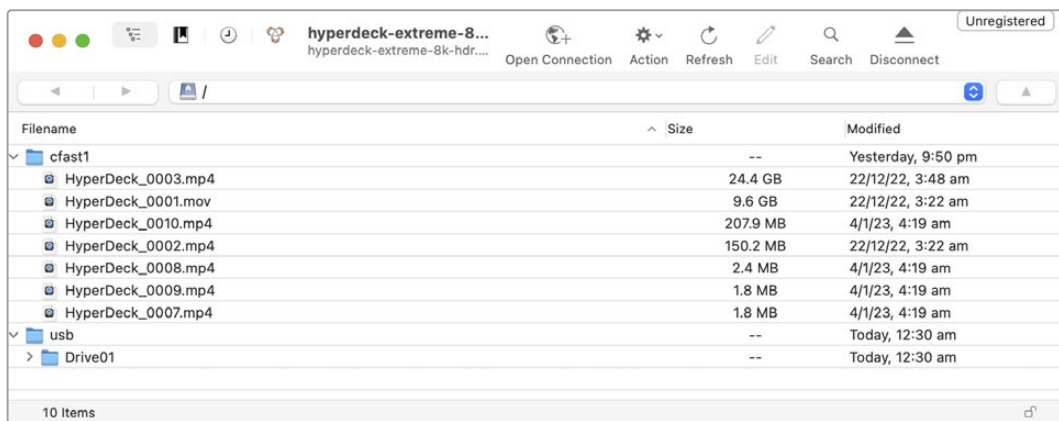 Unregistered
hyperdeck-extreme-8...
hyperdeck-extreme-8k-hdr....
Open Connection Action Refresh Edit Search Disconnect
/
Filename Size Modified
cfast1 -- Yesterday, 9:50 pm
HyperDeck_0003.mp4 24.4 GB 22/12/22, 3:48 am
HyperDeck_0001.mov 9.6 GB 22/12/22, 3:22 am
HyperDeck_0010.mp4 207.9 MB 4/1/23, 4:19 am
HyperDeck_0002.mp4 150.2 MB 22/12/22, 3:22 am
HyperDeck_0008.mp4 2.4 MB 4/1/23, 4:19 am
HyperDeck_0009.mp4 1.8 MB 4/1/23, 4:19 am
HyperDeck_0007.mp4 1.8 MB 4/1/23, 4:19 am
usb -- Today, 12:30 am
Drive01 -- Today, 12:30 am
10 Items